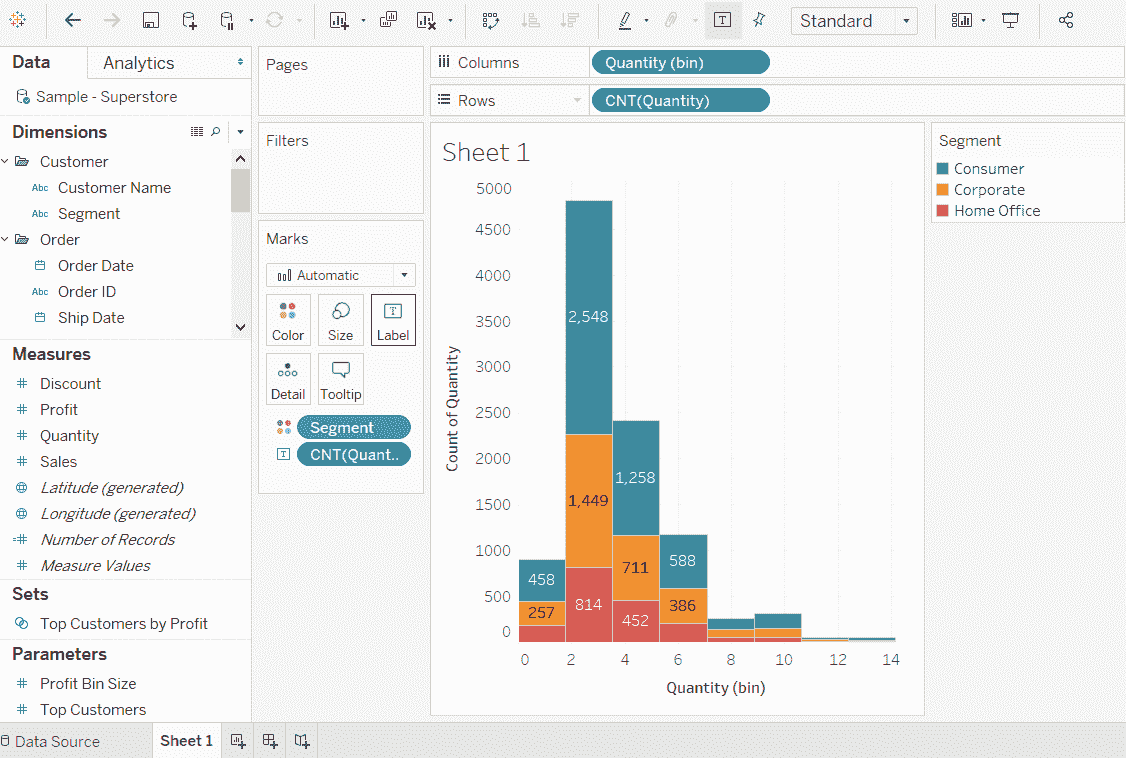 Standard
Data
Analytics
Sample - Superstore
Dimensions
Customer
Abc Customer Name
Abc Segment
Order
Order Date
Abc Order ID
Ship Date
Measures
Discount
Profit
Quantity
Sales
Latitude (generated)
Longitude (generated)
Number of Records
Measure Values
Sets
Top Customers by Profit
Parameters
Profit Bin Size
Top Customers
Pages
Filters
Marks
Automatic
Color Size Label
Detail Tooltip
Segment
CNT(Quant..
Columns Quantity (bin)
Rows CNT(Quantity)
Sheet 1
Count of Quantity
5000
4500
4000
3500
3000
2500
2000
1500
1000
500
0
458
257
2,548
1,449
814
1,258
711
452
588
386
0 2 4 6 8 10 12 14
Quantity (bin)
Segment
Consumer
Corporate
Home Office
Data Source
Sheet 1